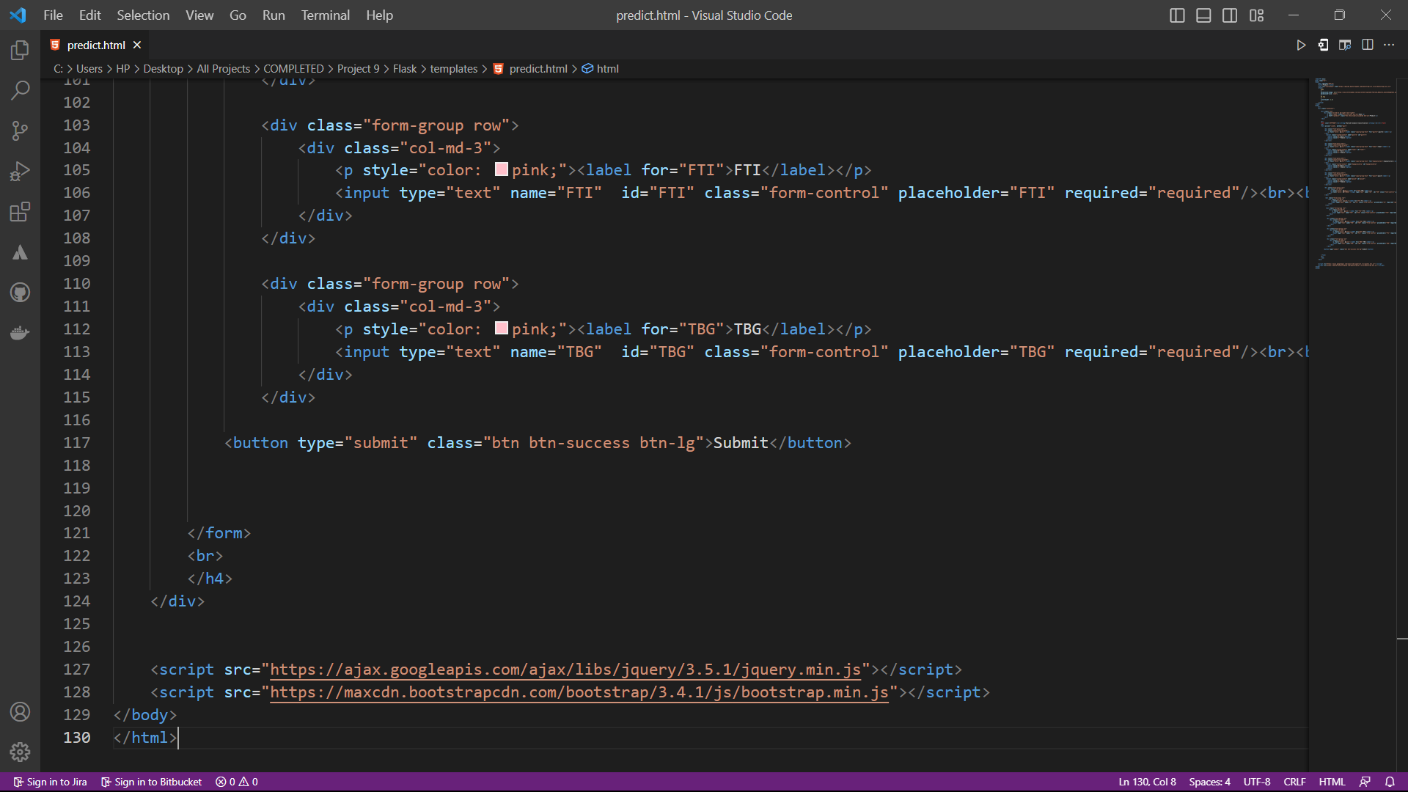 File Edit Selection View Go Run Terminal Help
predict.html - Visual Studio Code
predict.html
C: > Users > HP > Desktop > All Projects > COMPLETED > Project 9 > Flask > templates > predict.html > html
101 </div>
102
103 <div class="form-group row">
104 <div class="col-md-3">
105 <p style="color: pink;"><label for="FTI">FTI</label></p>
106 <input type="text" name="FTI"  id="FTI" class="form-control" placeholder="FTI" required="required"/><br><b
107 </div>
108 </div>
109
110 <div class="form-group row">
111 <div class="col-md-3">
112 <p style="color: pink;"><label for="TBG">TBG</label></p>
113 <input type="text" name="TBG"  id="TBG" class="form-control" placeholder="TBG" required="required"/><br><b
114 </div>
115 </div>
116
117 <button type="submit" class="btn btn-success btn-lg">Submit</button>
118
119
120
121 </form>
122 <br>
123 </h4>
124 </div>
125
126
127 <script src="https://ajax.googleapis.com/ajax/libs/jquery/3.5.1/jquery.min.js"></script>
128 <script src="https://maxcdn.bootstrapcdn.com/bootstrap/3.4.1/js/bootstrap.min.js"></script>
129 </body>
130 </html>
Sign in to Jira Sign in to Bitbucket 0 0 Ln 130, Col 8 Spaces: 4 UTF-8 CRLF HTML